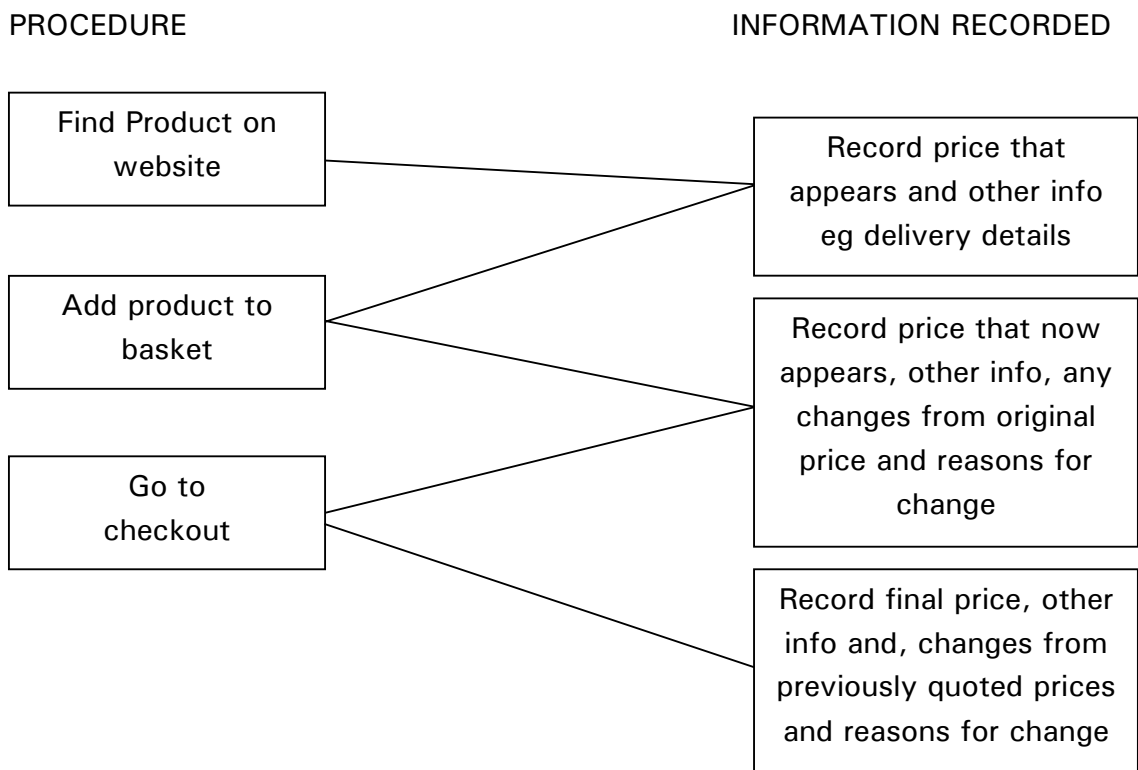 PROCEDURE
INFORMATION RECORDED
Find Product on
website
Record price that
appears and other info
eg delivery details
Add product to
basket
Record price that now
appears, other info, any
changes from original
price and reasons for
change
Go to
checkout
Record final price, other
info and, changes from
previously quoted prices
and reasons for change